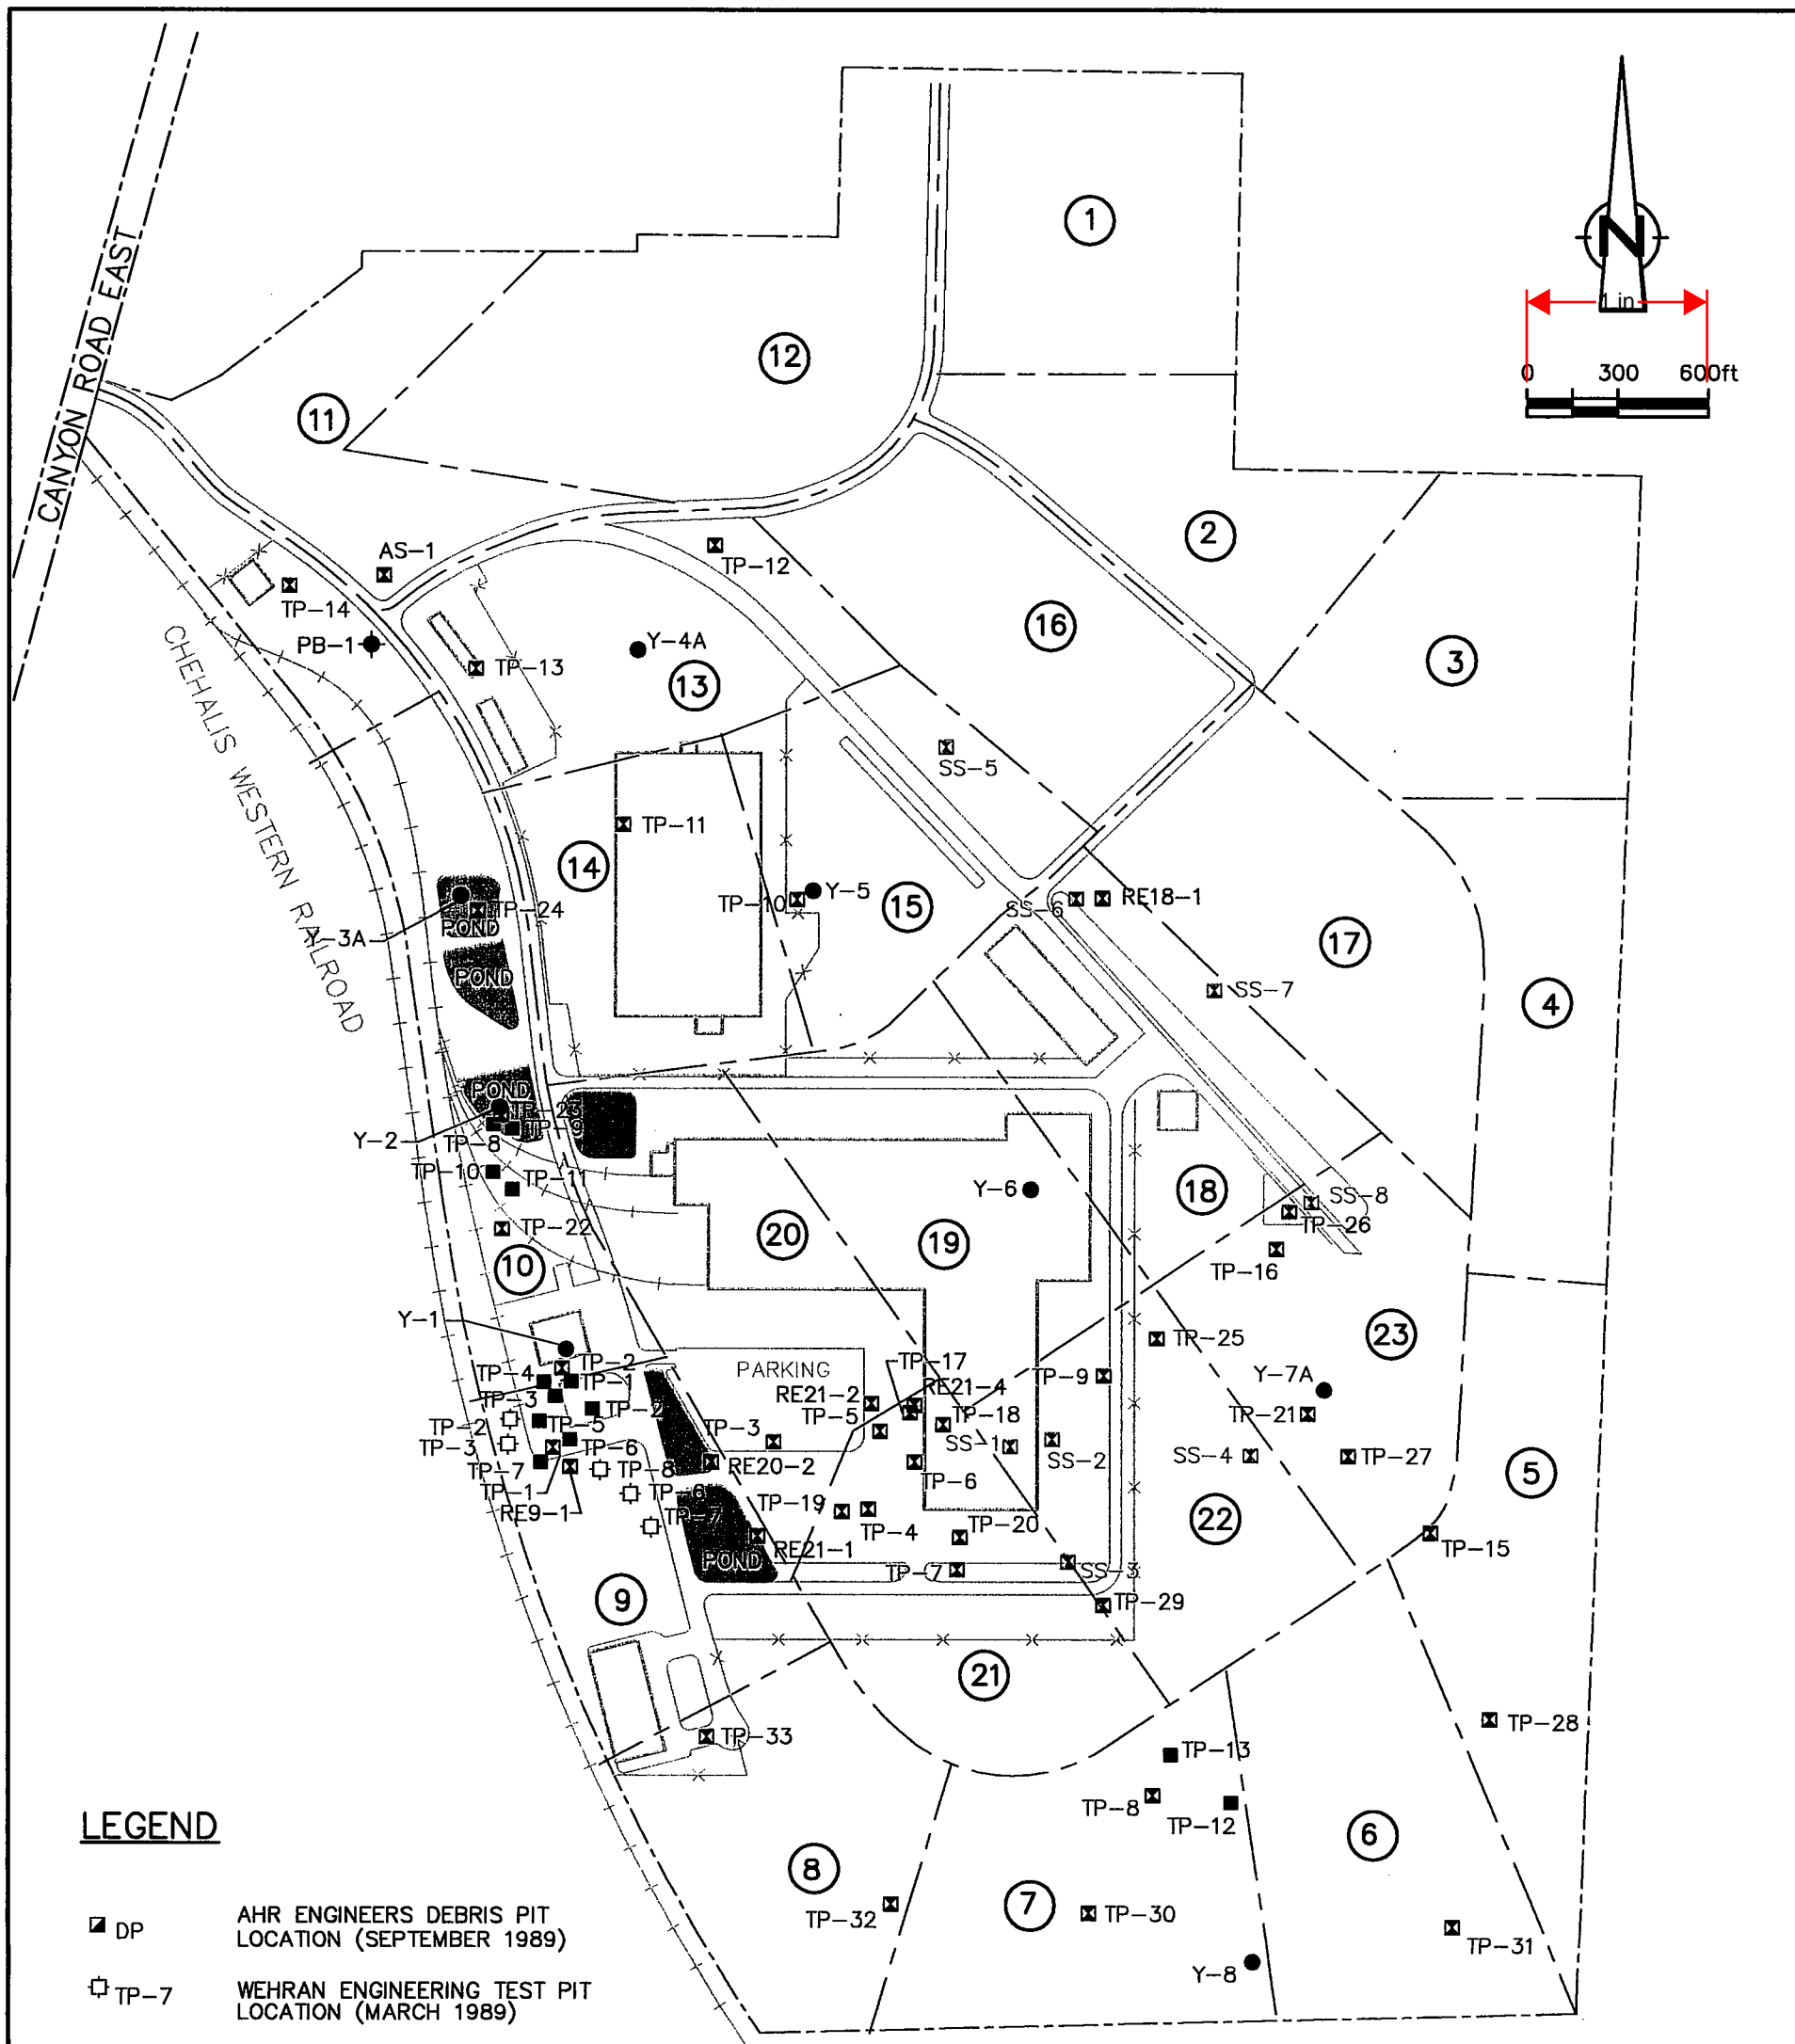 1
1 in
0 300 600ft
N
CANYON ROAD EAST
12
11
2
AS-1
TP-12
TP-14
16
PB-1
Y-4A
3
TP-13
13
CHEHALIS WESTERN RAILROAD
SS-5
TP-11
14
TP-10
Y-5
15
SS-6
RE18-1
TP-24
POND
Y-3A
17
POND
SS-7
4
POND
TP-23
TP-9
Y-2
TP-8
TP-10
TP-11
Y-6
18
SS-8
TP-26
TP-22
20
19
TP-16
10
Y-1
TP-25
23
TP-2
PARKING
TP-17
TP-4
TP-1
TP-9
Y-7A
TP-3
RE21-2
RE21-4
TP-2
TP-5
TP-18
TP-21
TP-2
TP-5
TP-3
TP-3
TP-6
SS-1
SS-2
SS-4
TP-27
TP-7
TP-8
RE20-2
TP-6
5
TP-1
TP-6
TP-19
RE9-1
TP-7
TP-4
TP-20
22
TP-15
RE21-1
POND
TP-7
SS-3
9
TP-29
21
TP-28
TP-33
TP-13
TP-8
TP-12
6
8
7
TP-32
TP-30
TP-31
Y-8
LEGEND
DP
AHR ENGINEERS DEBRIS PIT
LOCATION (SEPTEMBER 1989)
TP-7
WEHRAN ENGINEERING TEST PIT
LOCATION (MARCH 1989)